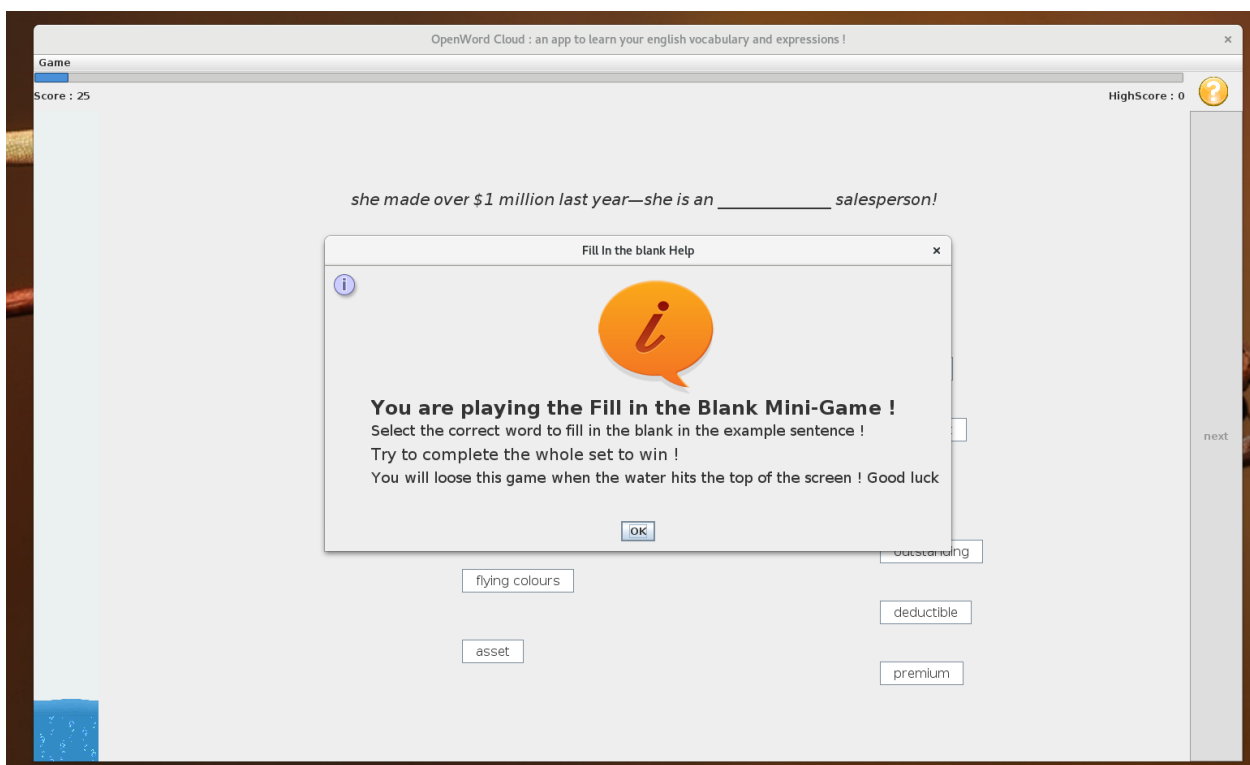 OpenWord Cloud : an app to learn your english vocabulary and expressions !
Game
Score : 25
HighScore : 0
she made over $1 million last year—she is an _____________ salesperson!
Fill In the blank Help
You are playing the Fill in the Blank Mini-Game !
Select the correct word to fill in the blank in the example sentence !
Try to complete the whole set to win !
You will loose this game when the water hits the top of the screen ! Good luck
next
OK
outstanding
flying colours
deductible
asset
premium